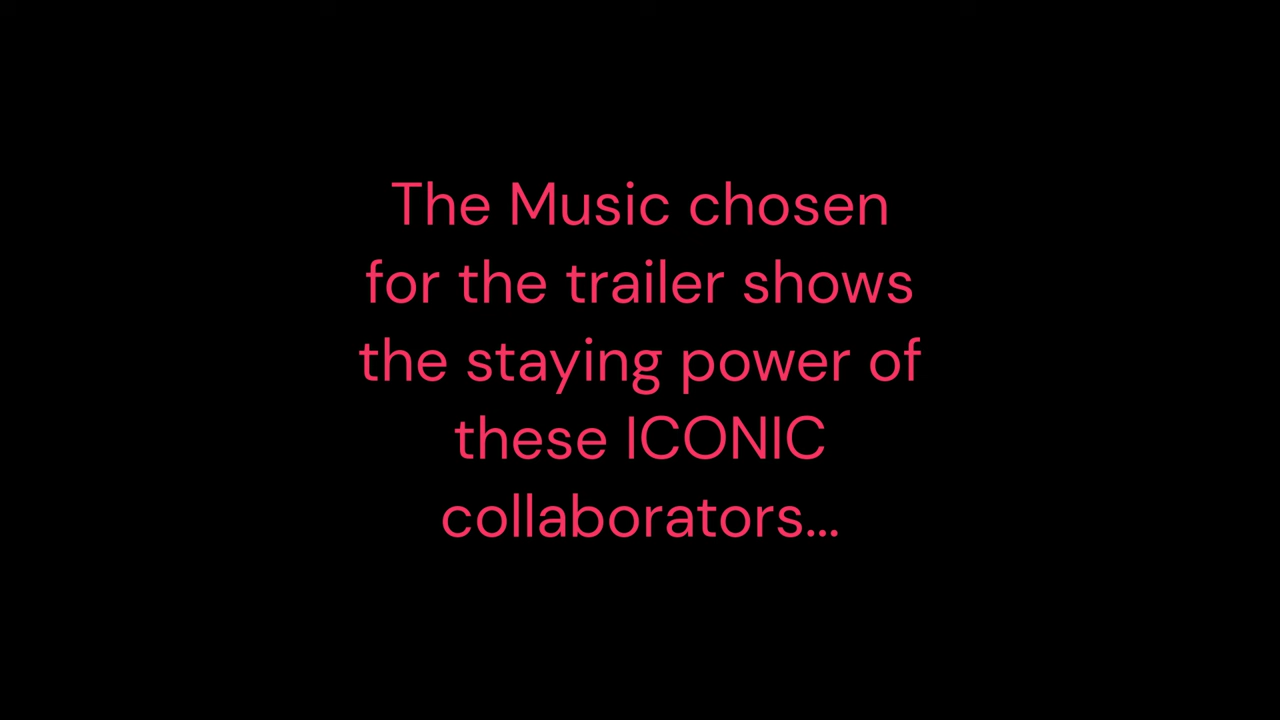 The Music chosen
for the trailer shows
the staying power of
these ICONIC
collaborators...